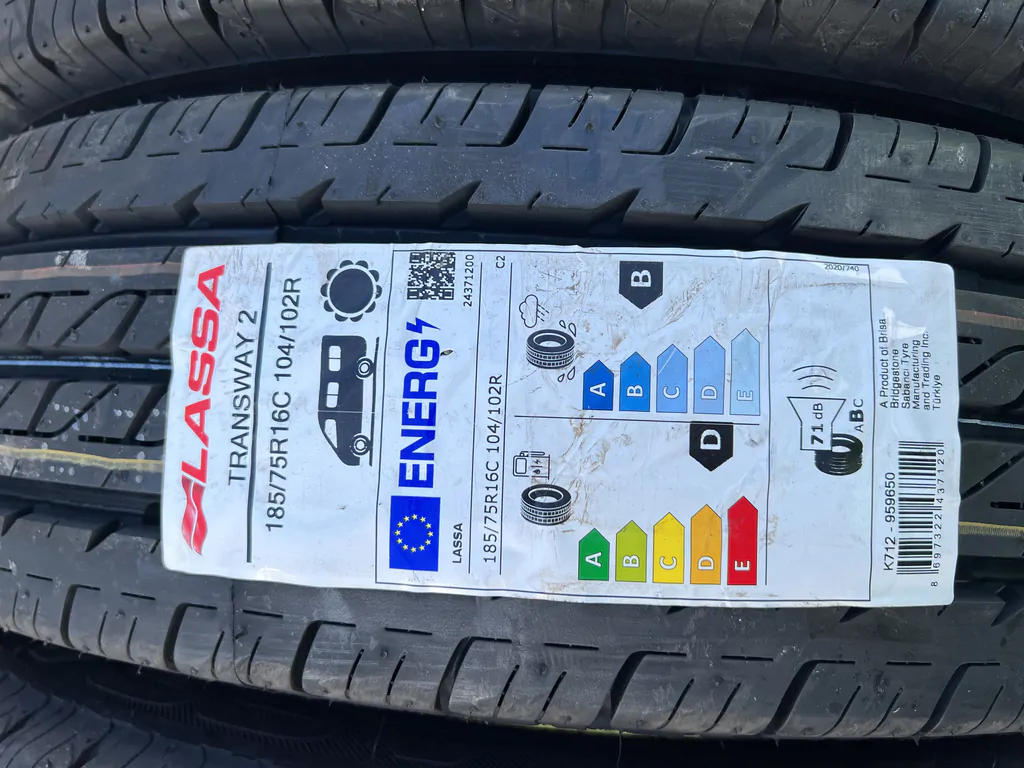 LASSA
TRANSWAY 2
185/75R16C 104/102R
ENERG
24371200
LASSA
185/75R16C 104/102R
C2
A
B
C
D
E
D
A
B
C
D
E
B
71 dB
ABC
2020/740
K712 - 959650
8 697322 437120
A Product of Brisa
Bridgestone
Sabancı Tyre
Manufacturing
and Trading Inc.
Türkiye